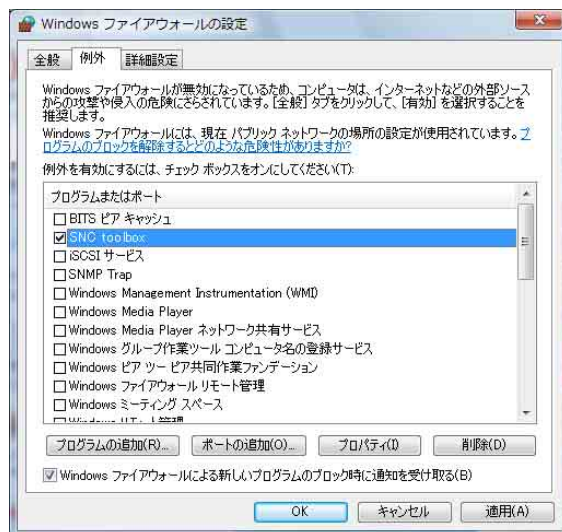 Windows ファイアウォールの設定
全般
例外
詳細設定
Windows ファイアウォールが無効になっているため、コンピュータは、インターネットなどの外部ソース
からの攻撃や侵入の危険にさらされています。[全般] タブをクリックして、[有効] を選択することを
推奨します。
Windows ファイアウォールには、現在 パブリック ネットワークの場所の設定が使用されています。プ
ログラムのブロックを解除するとどのような危険性がありますか?
例外を有効にするには、チェック ボックスをオンにしてください(T):
プログラムまたはポート
BITS ピア キャッシュ
SNC toolbox
iSCSI サービス
SNMP Trap
Windows Management Instrumentation (WMI)
Windows Media Player
Windows Media Player ネットワーク共有サービス
Windows グループ作業ツール コンピュータ名の登録サービス
Windows ピア ツー ピア共同作業ファンデーション
Windows ファイアウォール リモート管理
Windows ミーティング スペース
Windows リモート管理
プログラムの追加(R)...
ポートの追加(O)...
プロパティ(I)
削除(D)
Windows ファイアウォールによる新しいプログラムのブロック時に通知を受け取る(B)
OK
キャンセル
適用(A)